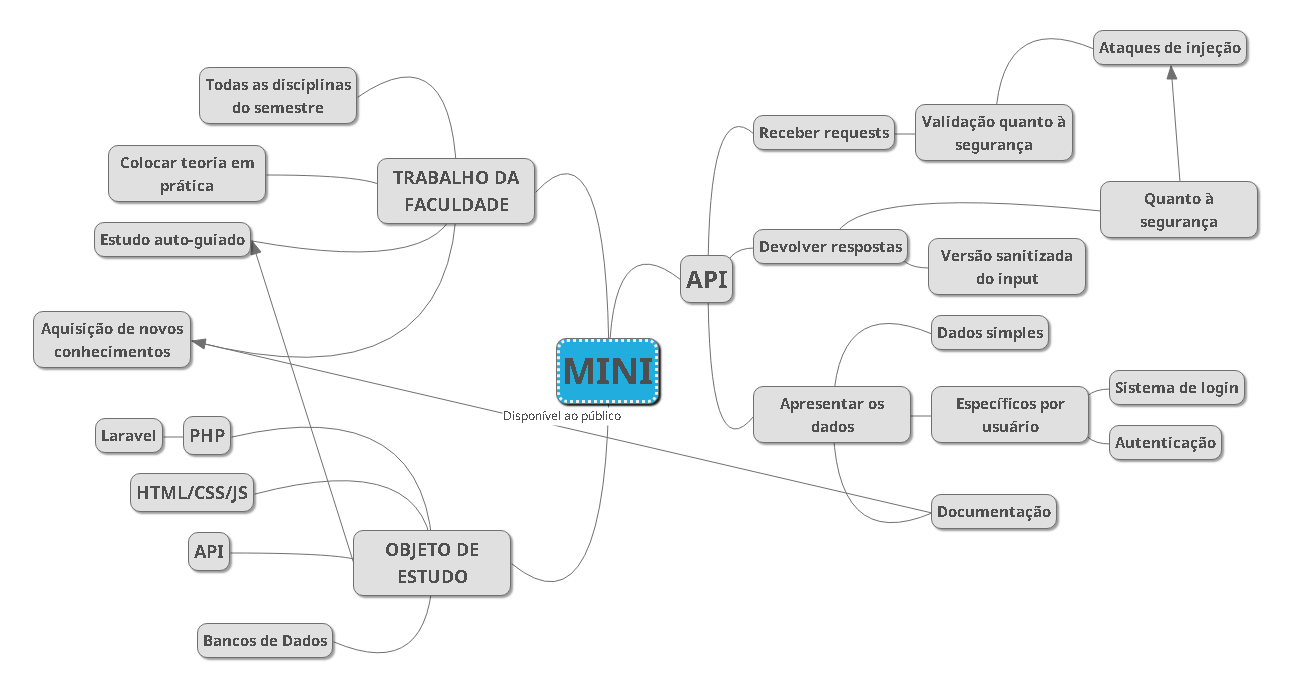 MINI
TRABALHO DA
FACULDADE
Todas as disciplinas
do semestre
Colocar teoria em
prática
Estudo auto-guiado
Aquisição de novos
conhecimentos
OBJETO DE
ESTUDO
PHP
Laravel
HTML/CSS/JS
API
Bancos de Dados
Disponível ao público
API
Receber requests
Validação quanto à
segurança
Ataques de injeção
Devolver respostas
Quanto à
segurança
Versão sanitizada
do input
Apresentar os
dados
Dados simples
Específicos por
usuário
Sistema de login
Autenticação
Documentação